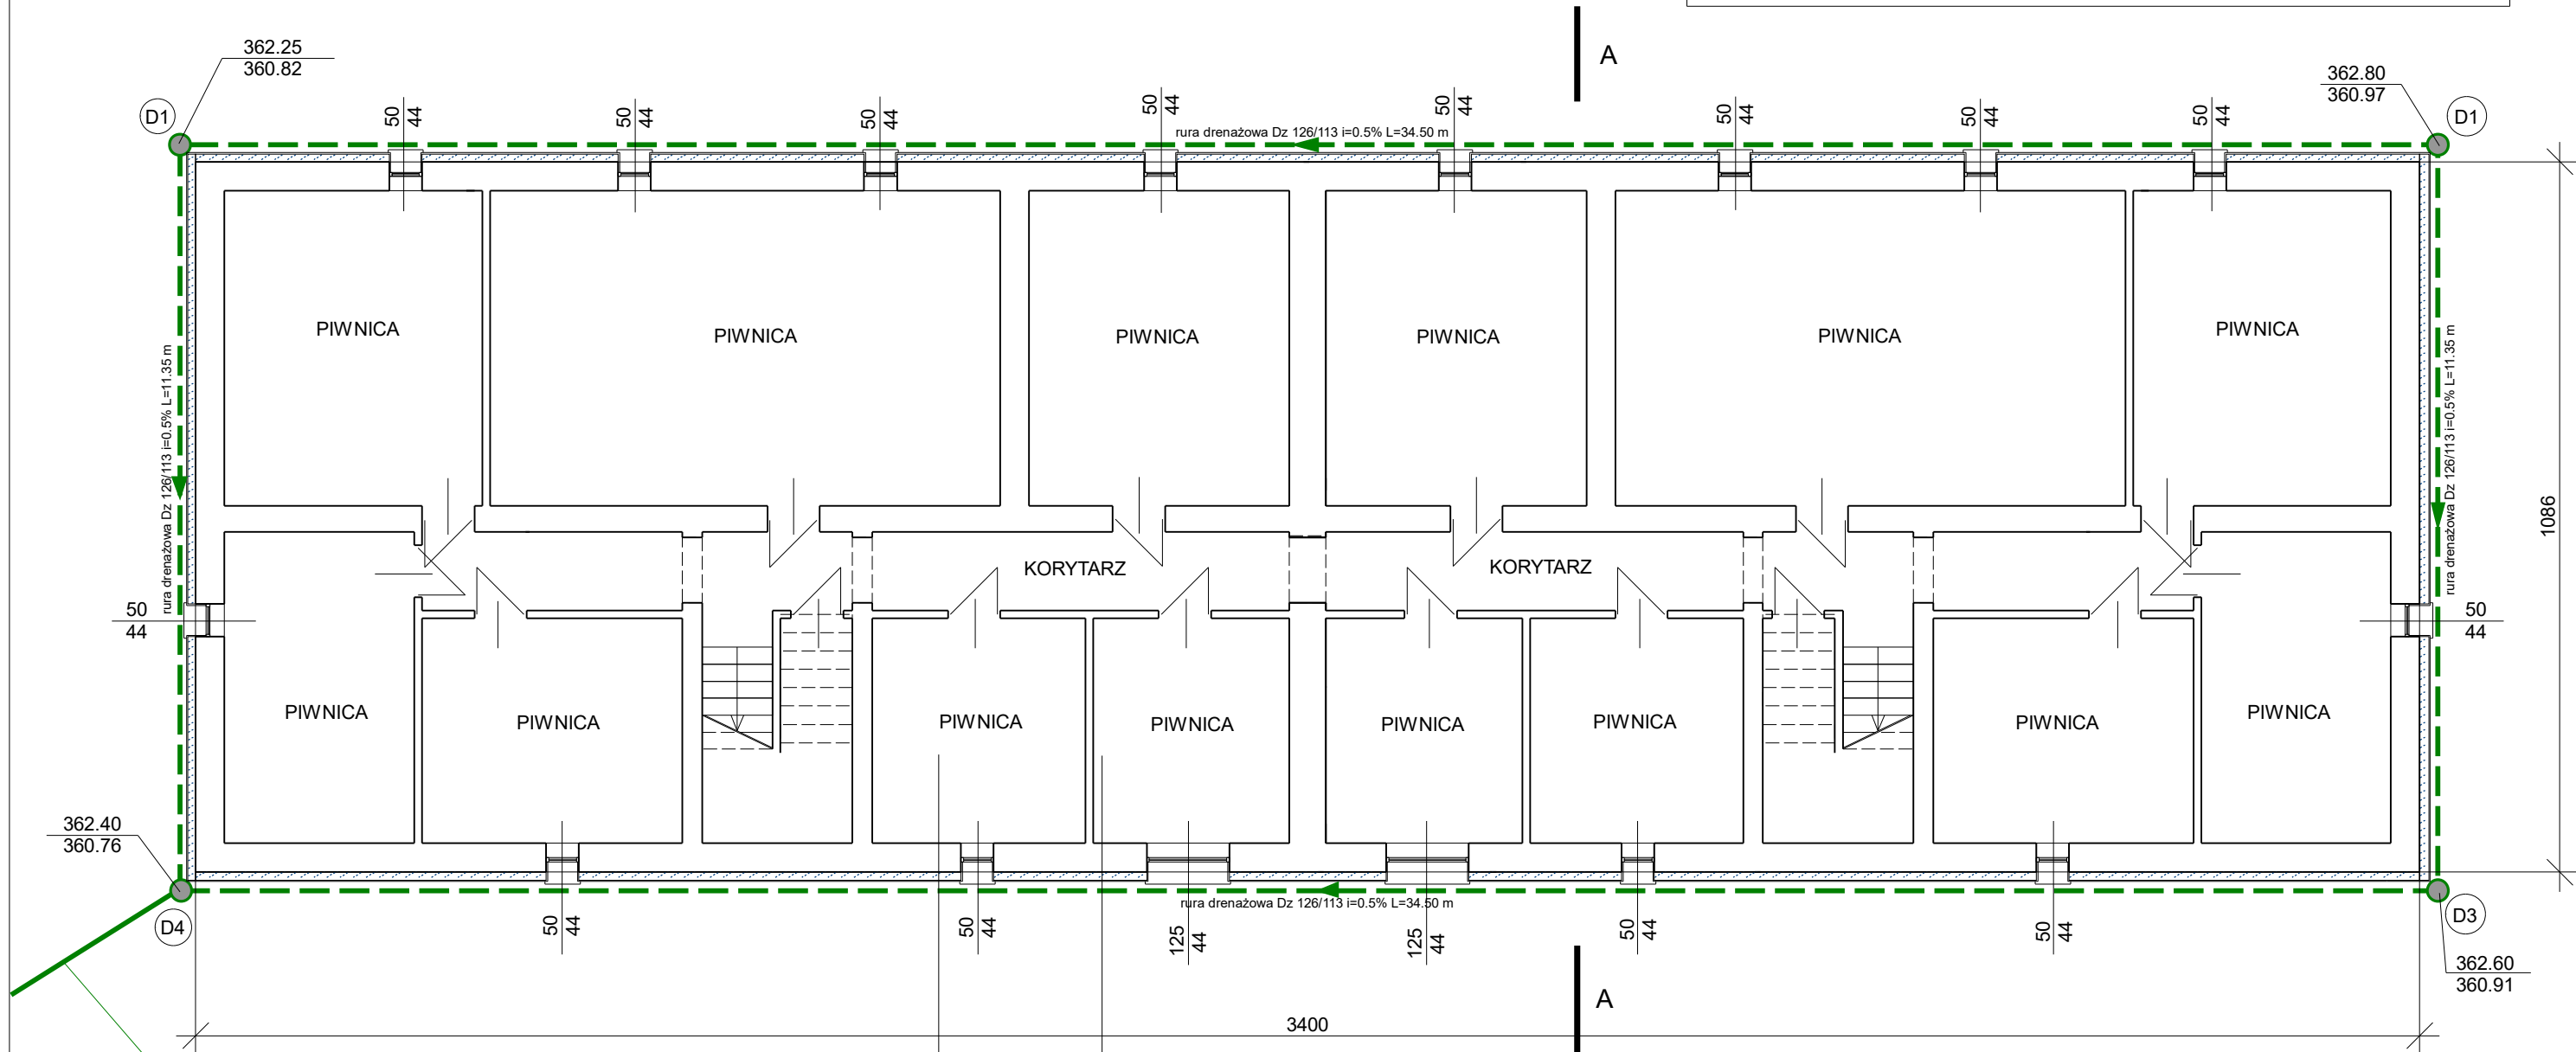 A
362.25
360.82
362.80
360.97
D1
D1
50
44
50
44
50
44
50
44
50
44
50
44
50
44
50
44
rura drenażowa Dz 126/113 i=0.5% L=34.50 m
PIWNICA
PIWNICA
PIWNICA
PIWNICA
PIWNICA
PIWNICA
rura drenażowa Dz 126/113 i=0.5% L=11.35 m
rura drenażowa Dz 126/113 i=0.5% L=11.35 m
1086
KORYTARZ
KORYTARZ
50
44
50
44
PIWNICA
PIWNICA
PIWNICA
PIWNICA
PIWNICA
PIWNICA
PIWNICA
PIWNICA
362.40
360.76
rura drenażowa Dz 126/113 i=0.5% L=34.50 m
D4
D3
50
44
50
44
125
44
125
44
50
44
50
44
362.60
360.91
A
3400